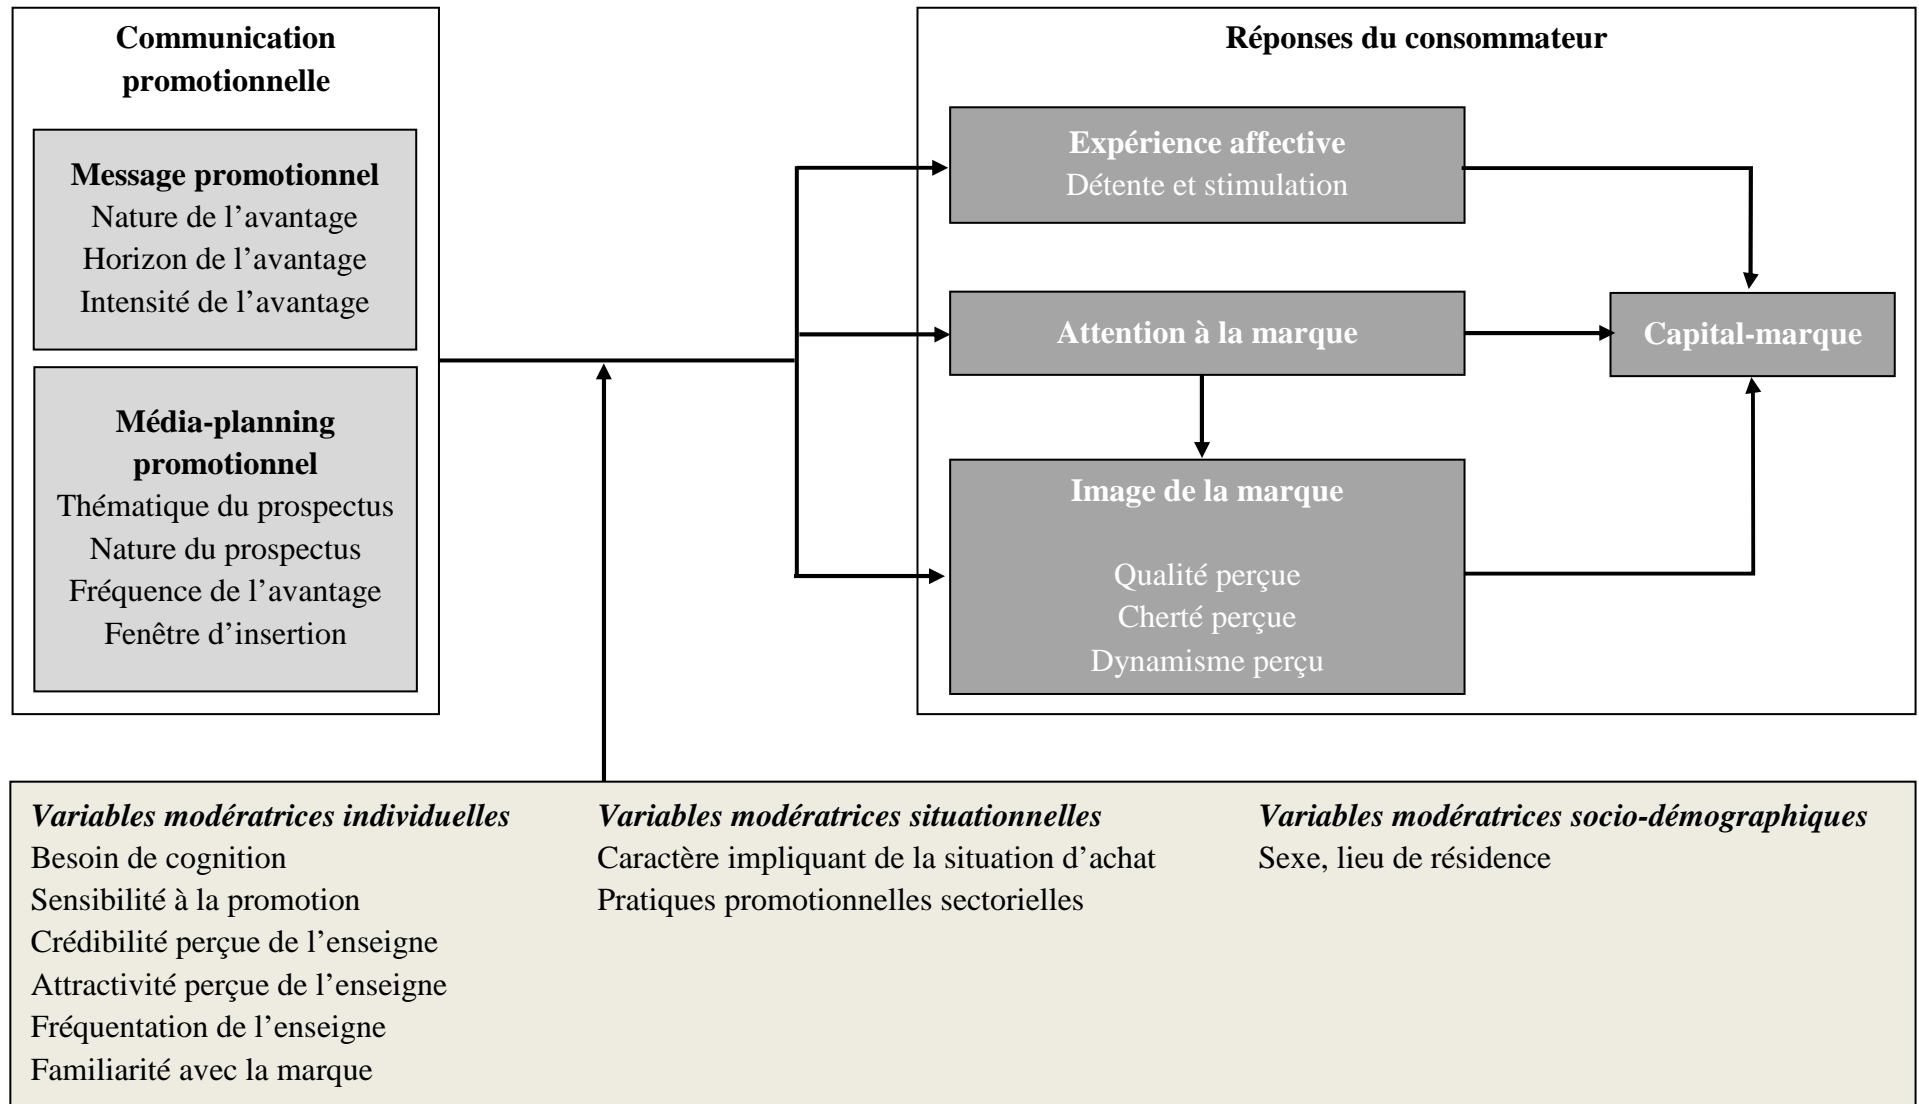 Communication
promotionnelle
Message promotionnel
Nature de l’avantage
Horizon de l’avantage
Intensité de l’avantage
Média-planning
promotionnel
Thématique du prospectus
Nature du prospectus
Fréquence de l’avantage
Fenêtre d’insertion
Réponses du consommateur
Expérience affective
Détente et stimulation
Attention à la marque
Capital-marque
Image de la marque
Qualité perçue
Cherté perçue
Dynamisme perçu
Variables modératrices individuelles
Besoin de cognition
Sensibilité à la promotion
Crédibilité perçue de l’enseigne
Attractivité perçue de l’enseigne
Fréquentation de l’enseigne
Familiarité avec la marque
Variables modératrices situationnelles
Caractère impliquant de la situation d’achat
Pratiques promotionnelles sectorielles
Variables modératrices socio-démographiques
Sexe, lieu de résidence